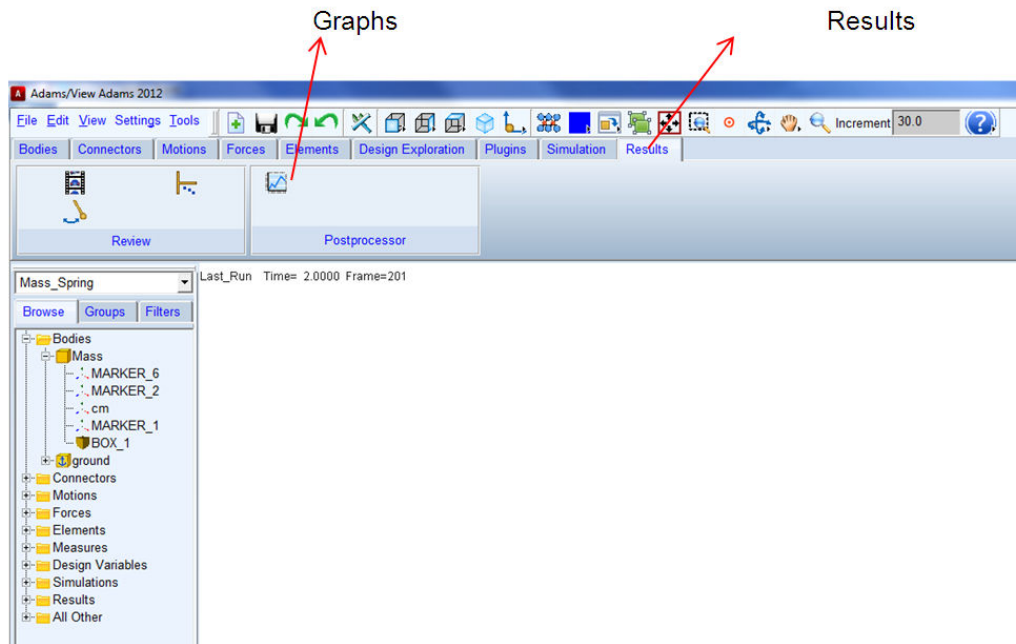 Graphs Results
Adams/View Adams 2012
File Edit View Settings Tools Increment 30.0 ?
Bodies Connectors Motions Forces Elements Design Exploration Plugins Simulation Results
Review Postprocessor
Mass_Spring
Last_Run Time= 2.0000 Frame=201
Browse Groups Filters
Bodies
Mass
MARKER_6
MARKER_2
cm
MARKER_1
BOX_1
ground
Connectors
Motions
Forces
Elements
Measures
Design Variables
Simulations
Results
All Other